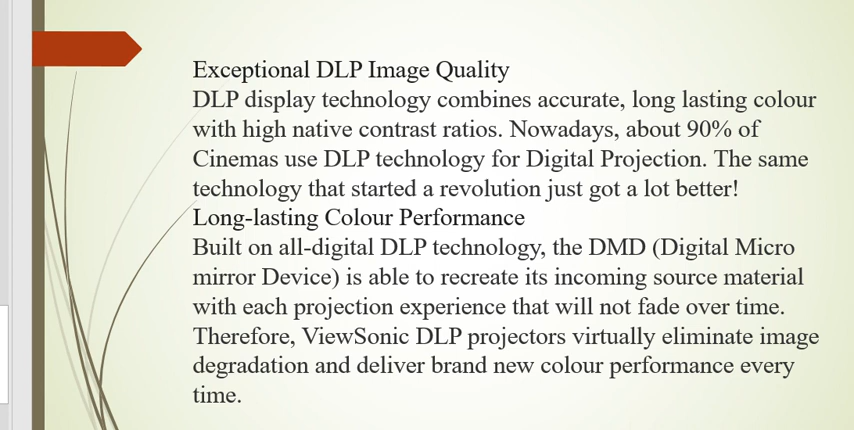 Exceptional DLP Image Quality
DLP display technology combines accurate, long lasting colour
with high native contrast ratios. Nowadays, about 90% of
Cinemas use DLP technology for Digital Projection. The same
technology that started a revolution just got a lot better!
Long-lasting Colour Performance
Built on all-digital DLP technology, the DMD (Digital Micro
mirror Device) is able to recreate its incoming source material
with each projection experience that will not fade over time.
Therefore, ViewSonic DLP projectors virtually eliminate image
degradation and deliver brand new colour performance every
time.